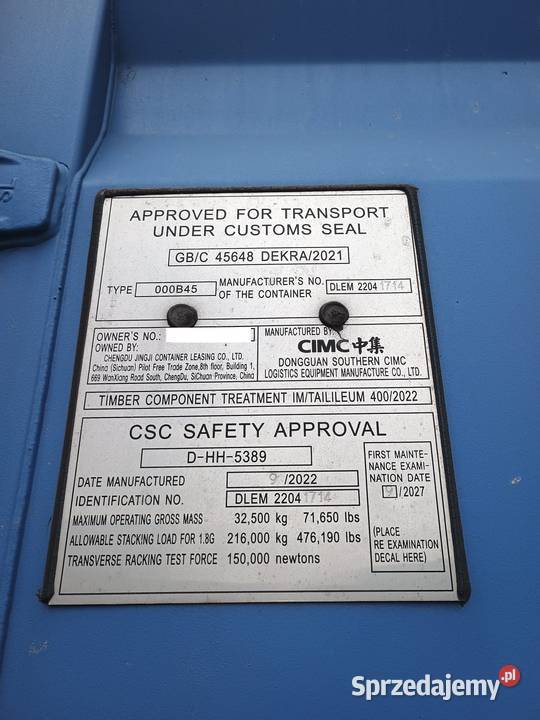 APPROVED FOR TRANSPORT
UNDER CUSTOMS SEAL
GB/C 45648 DEKRA/2021
TYPE 000B45 MANUFACTURER'S NO. OF THE CONTAINER DLEM 2204 1714
OWNER'S NO.:
OWNED BY:
CHENGDU JINGJI CONTAINER LEASING CO., LTD.
China (Sichuan) Pilot Free Trade Zone,8th floor, Building 1,
669 WanXiang Road South, ChengDu, SiChuan Province, China
MANUFACTURED BY:
CIMC中集
DONGGUAN SOUTHERN CIMC
LOGISTICS EQUIPMENT MANUFACTURE CO., LTD.
TIMBER COMPONENT TREATMENT IM/TAILILEUM 400/2022
CSC SAFETY APPROVAL
D-HH-5389
DATE MANUFACTURED 9 /2022
IDENTIFICATION NO. DLEM 2204 1714
MAXIMUM OPERATING GROSS MASS 32,500 kg 71,650 lbs
ALLOWABLE STACKING LOAD FOR 1.8G 216,000 kg 476,190 lbs
TRANSVERSE RACKING TEST FORCE 150,000 newtons
FIRST MAINTE-
NANCE EXAMI-
NATION DATE
9 /2027
(PLACE
RE EXAMINATION
DECAL HERE)
Sprzedajemy.pl